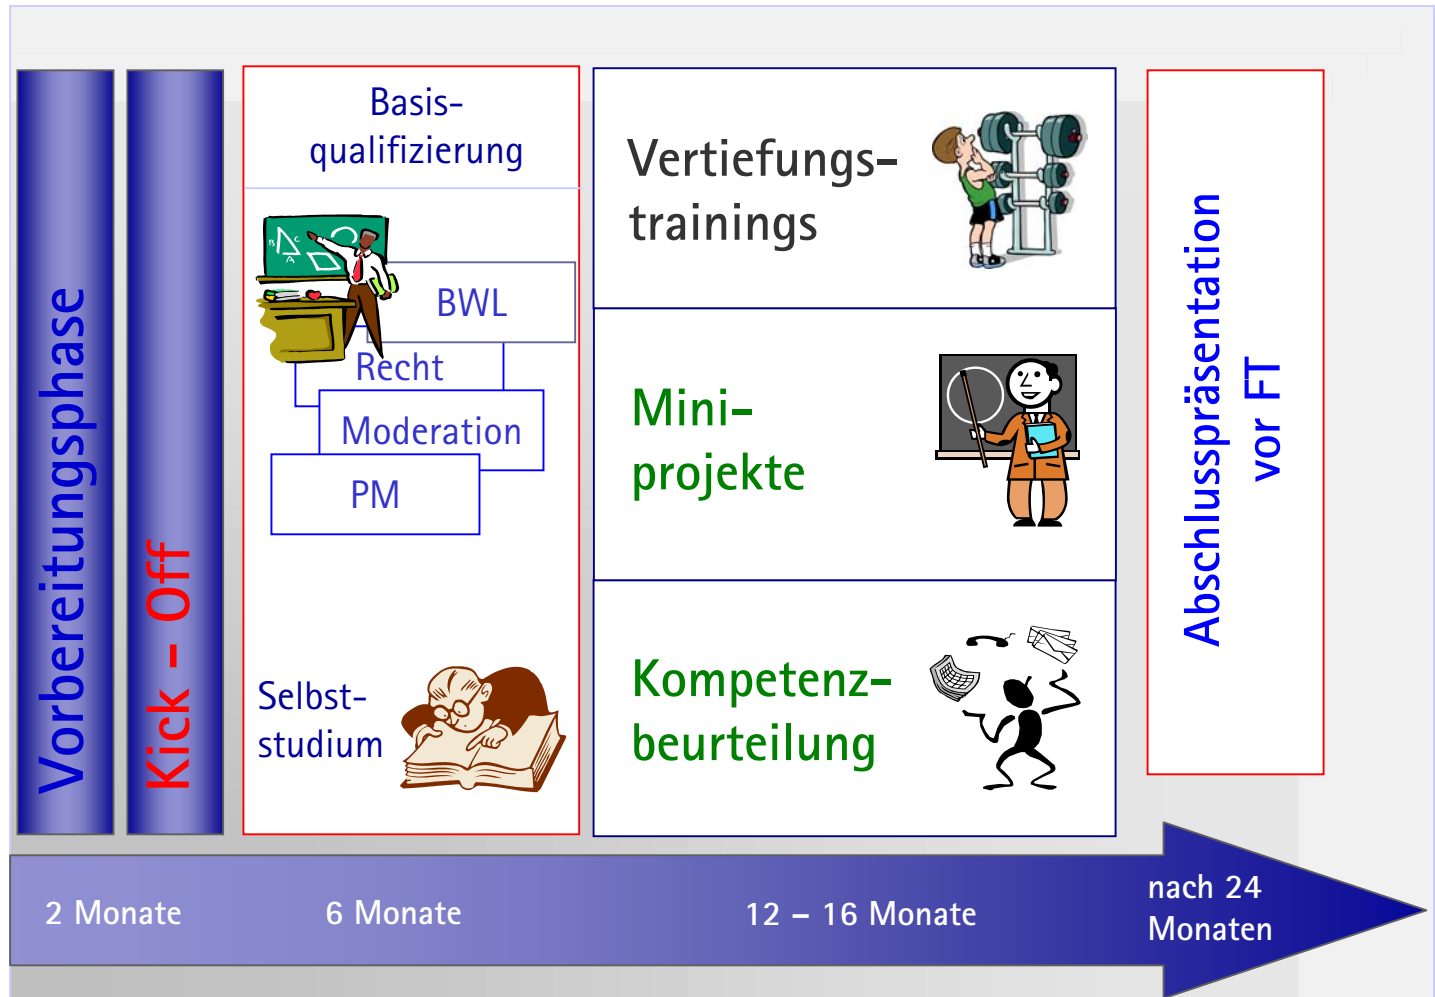 Vorbereitungsphase
Kick - Off
Basis-
qualifizierung
BWL
Recht
Moderation
PM
Selbst-
studium
Vertiefungs-
trainings
Mini-
projekte
Kompetenz-
beurteilung
Abschlusspräsentation
vor FT
2 Monate
6 Monate
12 – 16 Monate
nach 24
Monaten